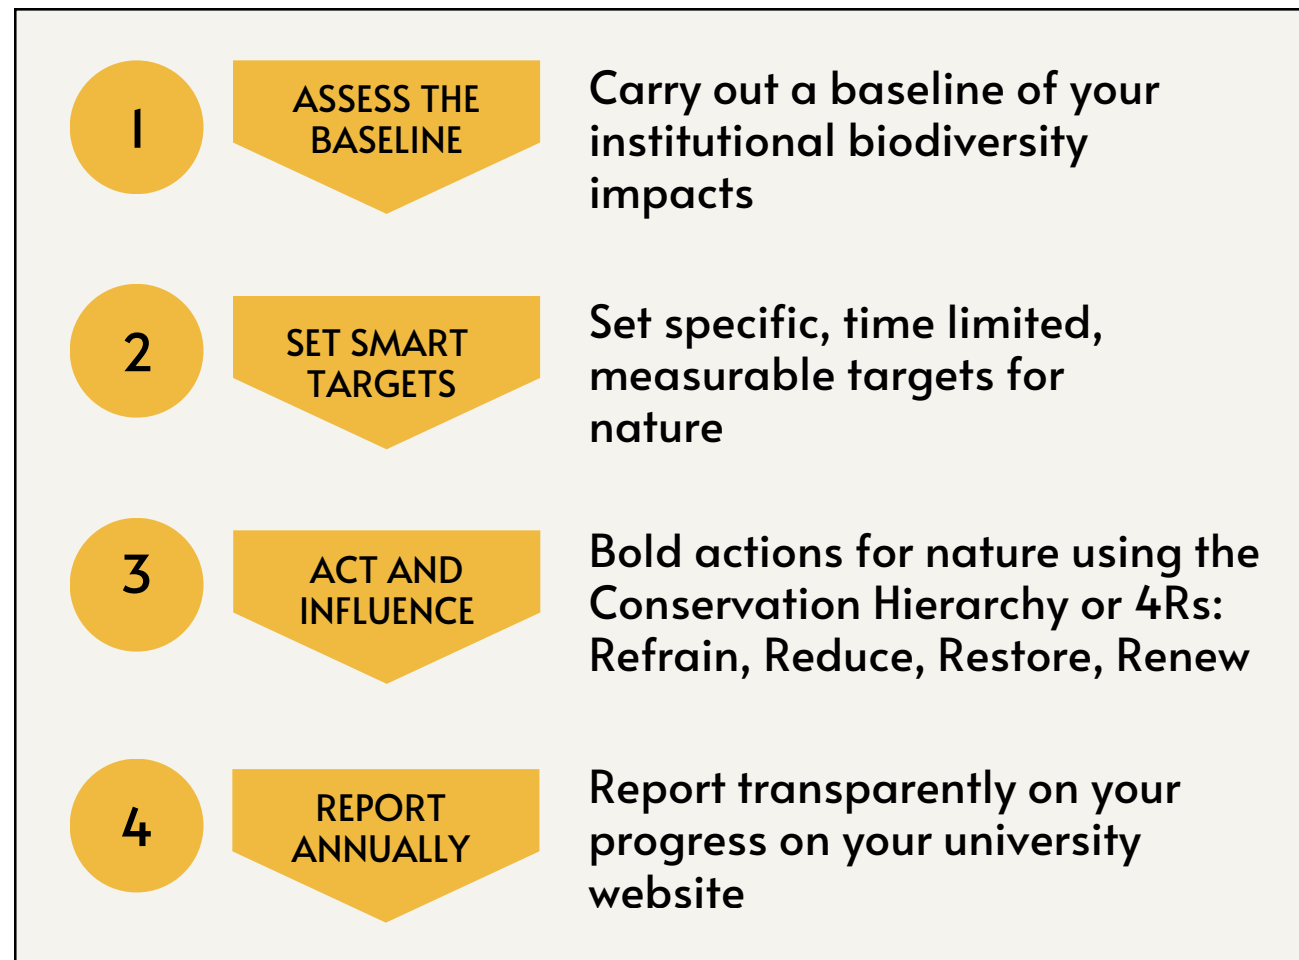 1
ASSESS THE
BASELINE
Carry out a baseline of your
institutional biodiversity
impacts
2
SET SMART
TARGETS
Set specific, time limited,
measurable targets for
nature
3
ACT AND
INFLUENCE
Bold actions for nature using the
Conservation Hierarchy or 4Rs:
Refrain, Reduce, Restore, Renew
4
REPORT
ANNUALLY
Report transparently on your
progress on your university
website